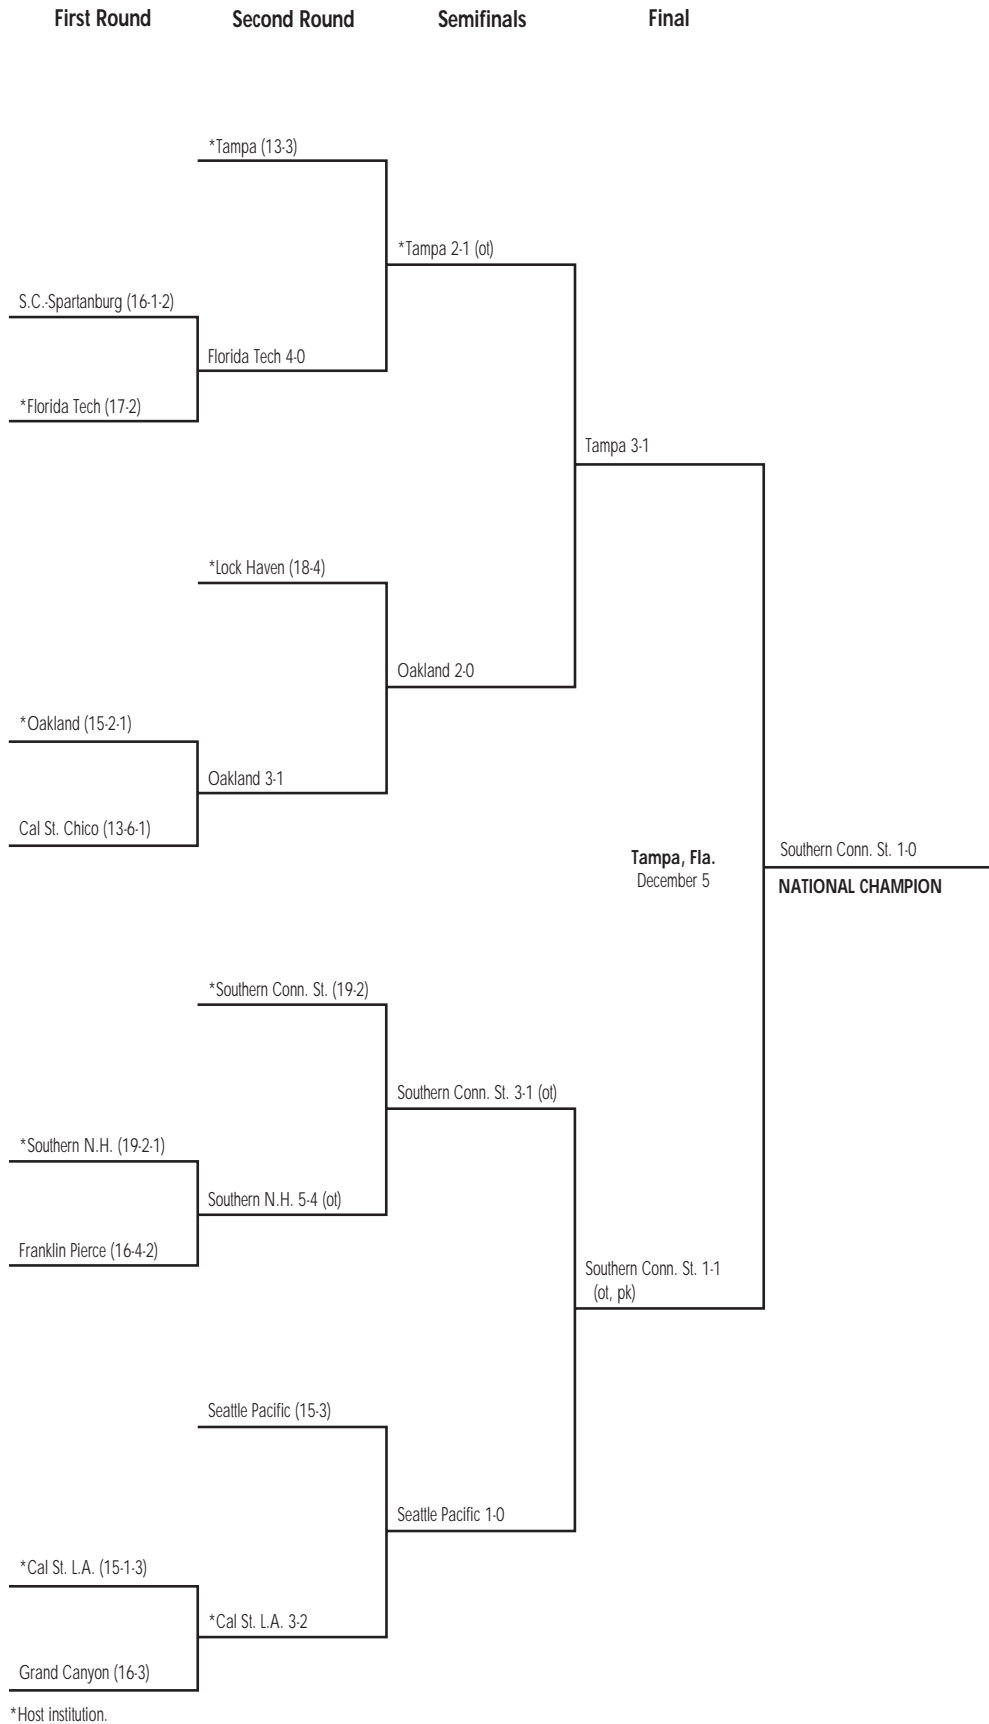 First Round Second Round Semifinals Final
*Tampa (13-3)
*Tampa 2-1 (ot)
S.C.-Spartanburg (16-1-2)
Florida Tech 4-0
*Florida Tech (17-2)
Tampa 3-1
*Lock Haven (18-4)
Oakland 2-0
*Oakland (15-2-1)
Oakland 3-1
Cal St. Chico (13-6-1)
Tampa, Fla.
December 5
Southern Conn. St. 1-0
NATIONAL CHAMPION
*Southern Conn. St. (19-2)
Southern Conn. St. 3-1 (ot)
*Southern N.H. (19-2-1)
Southern N.H. 5-4 (ot)
Franklin Pierce (16-4-2)
Southern Conn. St. 1-1
(ot, pk)
Seattle Pacific (15-3)
Seattle Pacific 1-0
*Cal St. L.A. (15-1-3)
*Cal St. L.A. 3-2
Grand Canyon (16-3)
*Host institution.